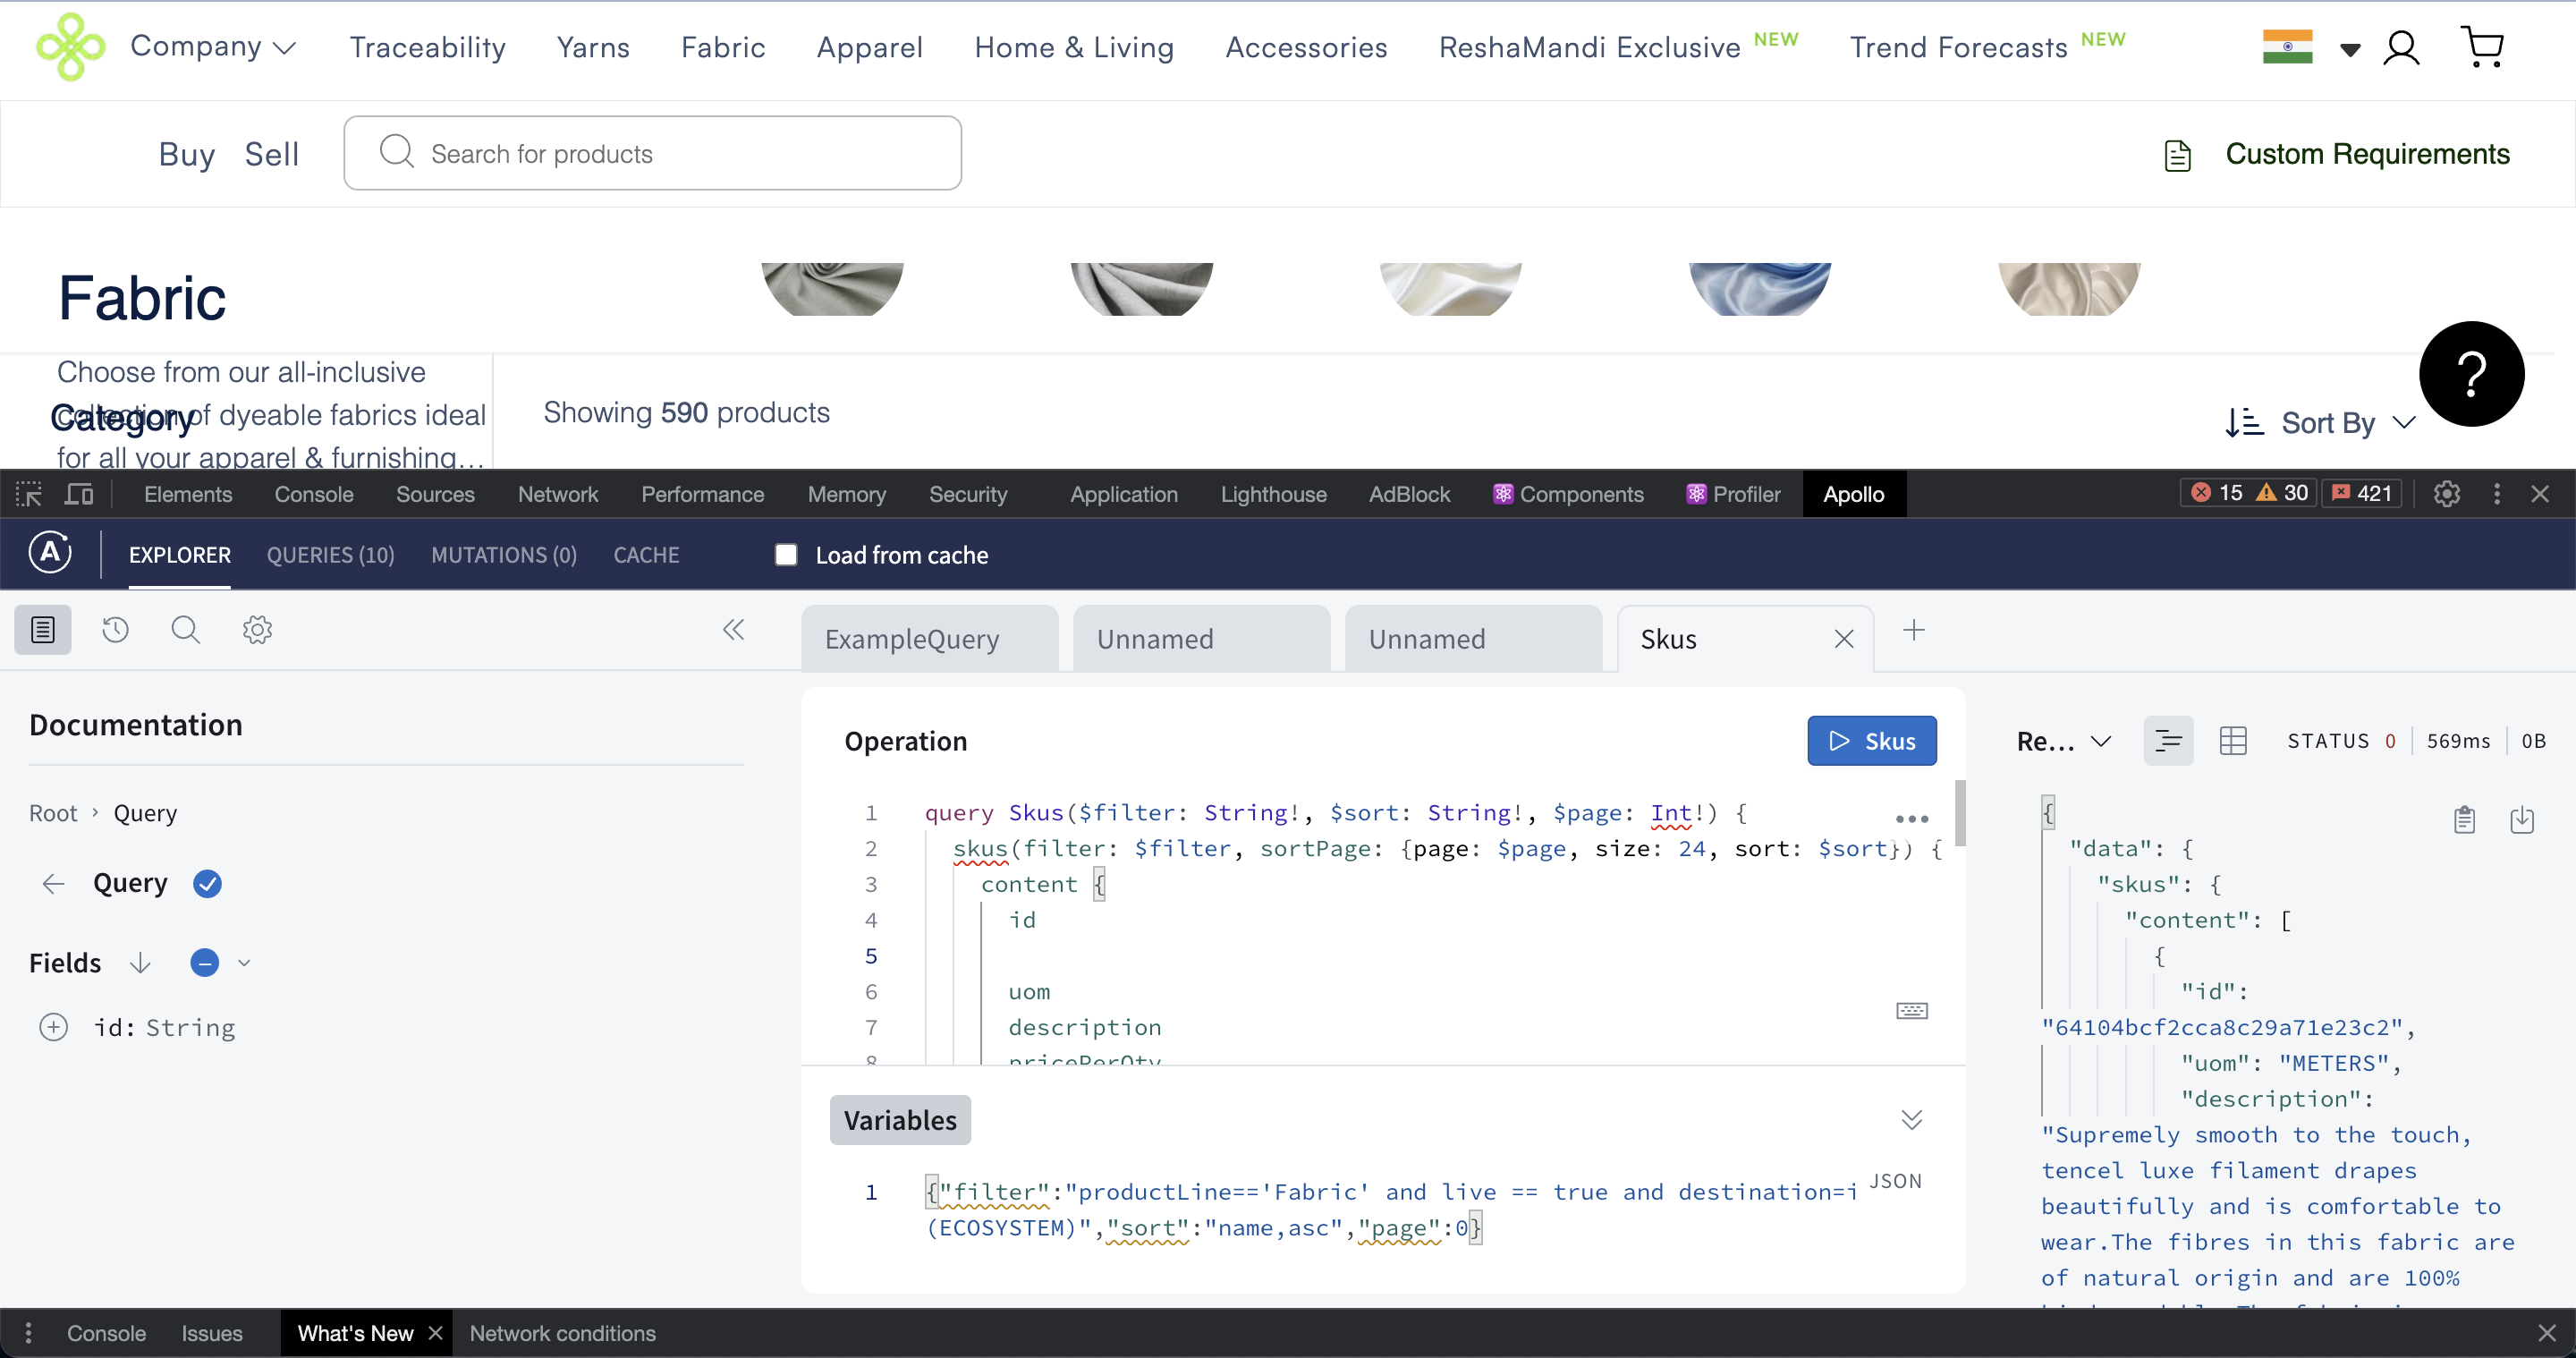 Company
Traceability
Yarns
Fabric
Apparel
Home & Living
Accessories
ReshaMandi Exclusive NEW
Trend Forecasts NEW
Buy
Sell
Search for products
Custom Requirements
Fabric
Choose from our all-inclusive
collection of dyeable fabrics ideal
for all your apparel & furnishing...
Category
Showing 590 products
Sort By
?
Elements
Console
Sources
Network
Performance
Memory
Security
Application
Lighthouse
AdBlock
Components
Profiler
Apollo
15
30
421
A
EXPLORER
QUERIES (10)
MUTATIONS (0)
CACHE
Load from cache
ExampleQuery
Unnamed
Unnamed
Skus
Documentation
Root › Query
Query
Fields
id: String
Operation
Skus
1 query Skus($filter: String!, $sort: String!, $page: Int!) {
2 skus(filter: $filter, sortPage: {page: $page, size: 24, sort: $sort}) {
3 content {
4 id
5
6 uom
7 description
8 pricePerQty
Variables
JSON
1 {"filter":"productLine=='Fabric' and live == true and destination=i
(ECOSYSTEM)","sort":"name,asc","page":0}
Re...
STATUS 0
569ms
0B
{
"data": {
"skus": {
"content": [
{
"id":
"64104bcf2cca8c29a71e23c2",
"uom": "METERS",
"description":
"Supremely smooth to the touch,
tencel luxe filament drapes
beautifully and is comfortable to
wear.The fibres in this fabric are
of natural origin and are 100%
Console
Issues
What's New
Network conditions